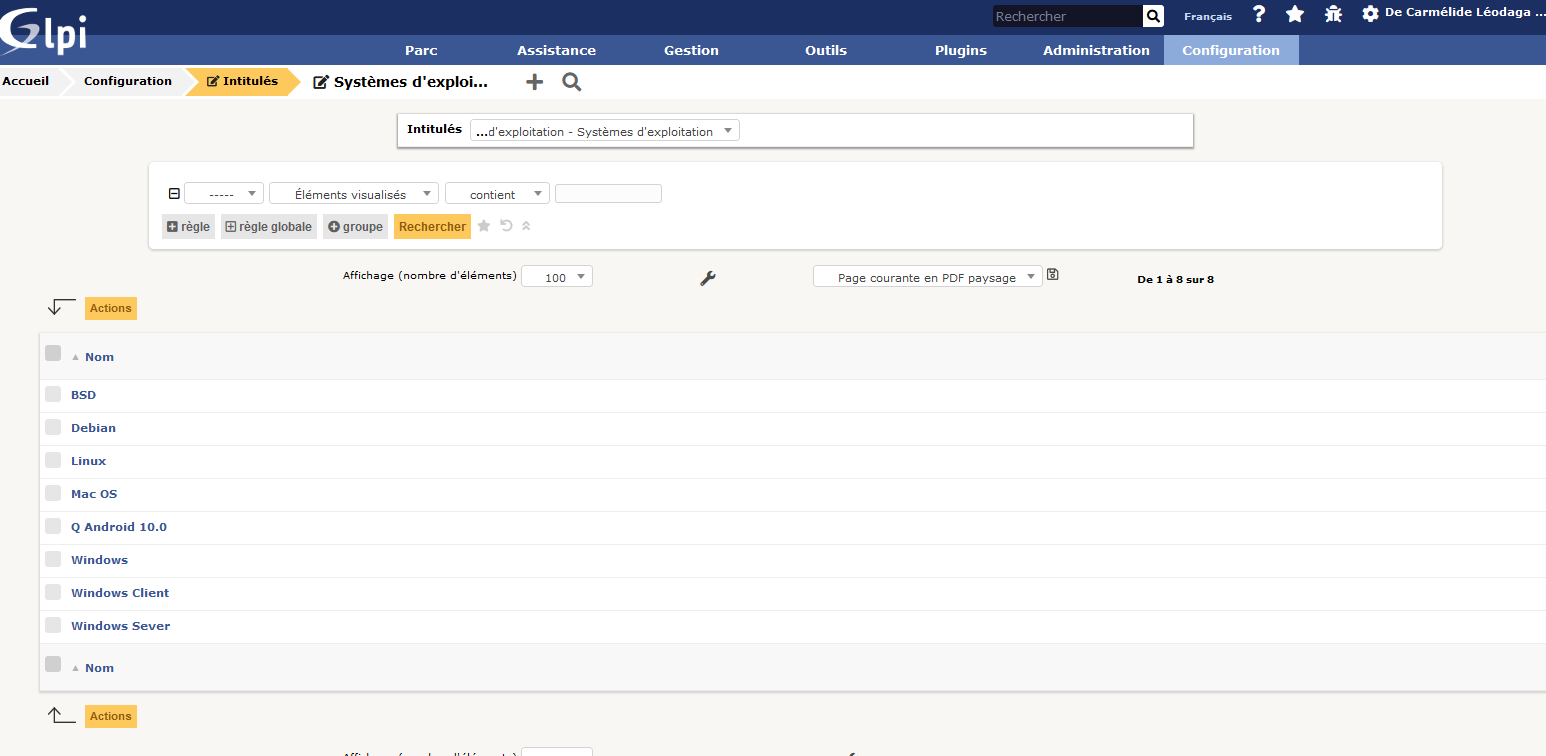 Glpi
Rechercher Français ? De Carmélide Léodaga ...
Parc Assistance Gestion Outils Plugins Administration Configuration
Accueil Configuration Intitulés Systèmes d'exploi...
Intitulés ...d'exploitation - Systèmes d'exploitation
----- Éléments visualisés contient
règle règle globale groupe Rechercher
Affichage (nombre d'éléments) 100 Page courante en PDF paysage De 1 à 8 sur 8
Actions
Nom
BSD
Debian
Linux
Mac OS
Q Android 10.0
Windows
Windows Client
Windows Sever
Nom
Actions
Affichage (nombre d'éléments)